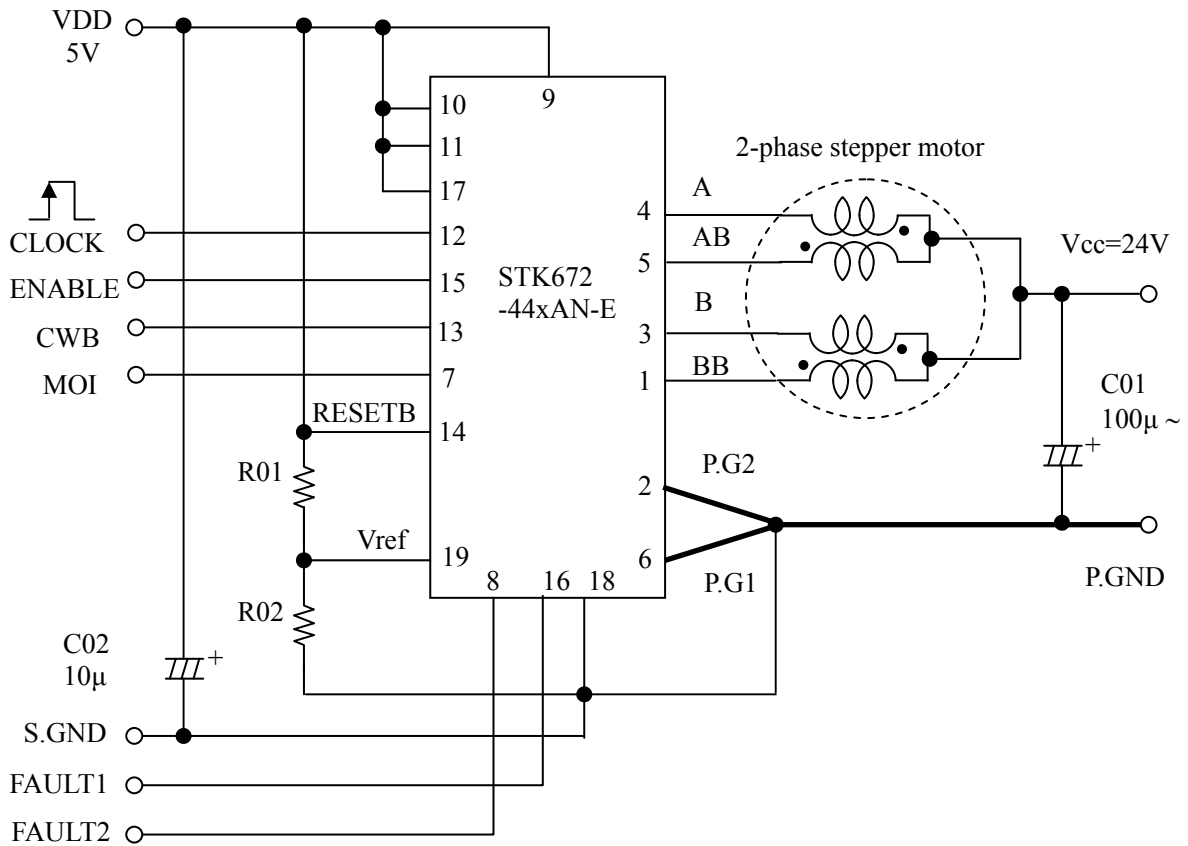 VDD
5V
9
10
11
17
2-phase stepper motor
A
4
CLOCK
12
AB
5
Vcc=24V
ENABLE
15
STK672
-44xAN-E
B
3
CWB
13
BB
1
MOI
7
C01
100μ ~
+
RESETB
14
R01
P.G2
2
Vref
19
6
P.G1
P.GND
8
16
18
R02
C02
10μ
+
S.GND
FAULT1
FAULT2